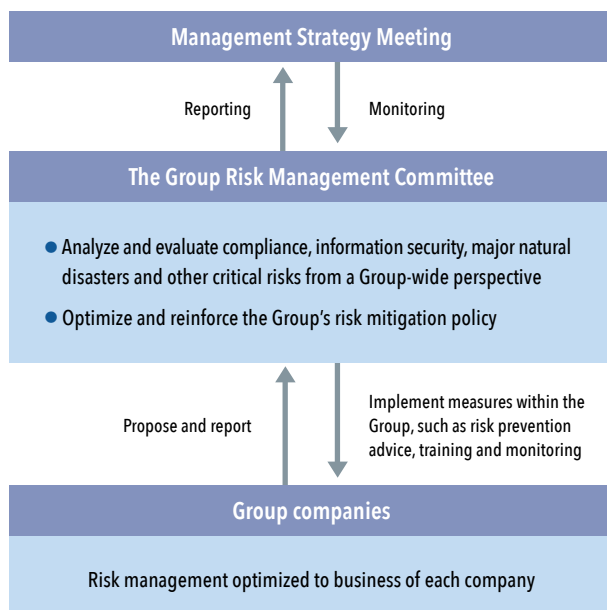 Management Strategy Meeting
Reporting
Monitoring
The Group Risk Management Committee
● Analyze and evaluate compliance, information security, major natural
disasters and other critical risks from a Group-wide perspective
● Optimize and reinforce the Group’s risk mitigation policy
Propose and report
Implement measures within the
Group, such as risk prevention
advice, training and monitoring
Group companies
Risk management optimized to business of each company